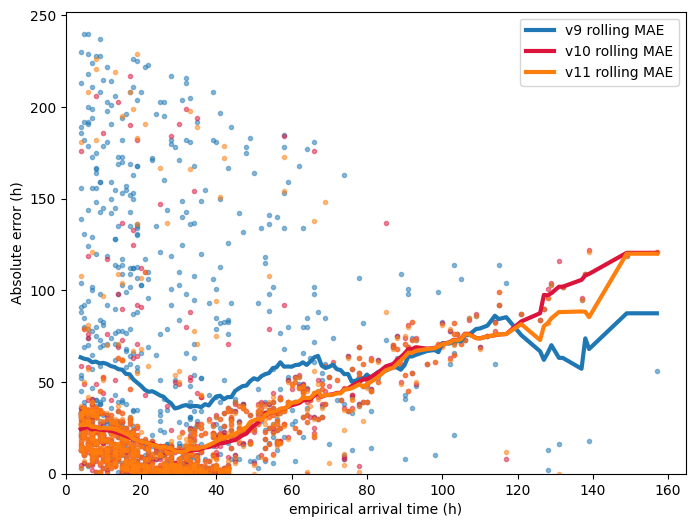 v9 rolling MAE
v10 rolling MAE
v11 rolling MAE
250
200
150
100
50
0
Absolute error (h)
0 20 40 60 80 100 120 140 160
empirical arrival time (h)